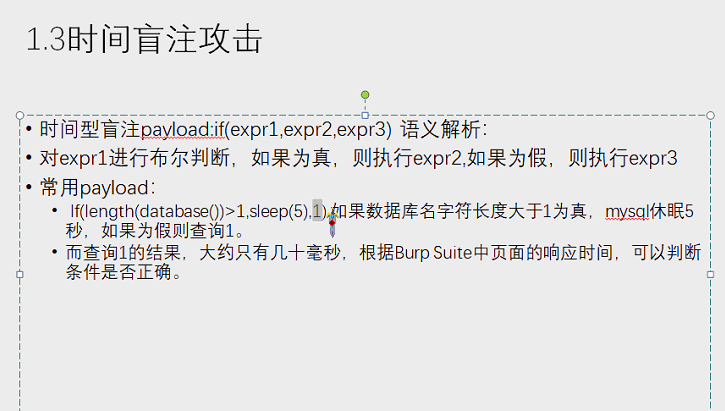 1.3时间盲注攻击
• 时间型盲注payload:if(expr1,expr2,expr3) 语义解析：
• 对expr1进行布尔判断，如果为真，则执行expr2,如果为假，则执行expr3
• 常用payload：
• If(length(database())>1,sleep(5),1),如果数据库名字符长度大于1为真，mysql休眠5
秒，如果为假则查询1。
• 而查询1的结果，大约只有几十毫秒，根据Burp Suite中页面的响应时间，可以判断
条件是否正确。